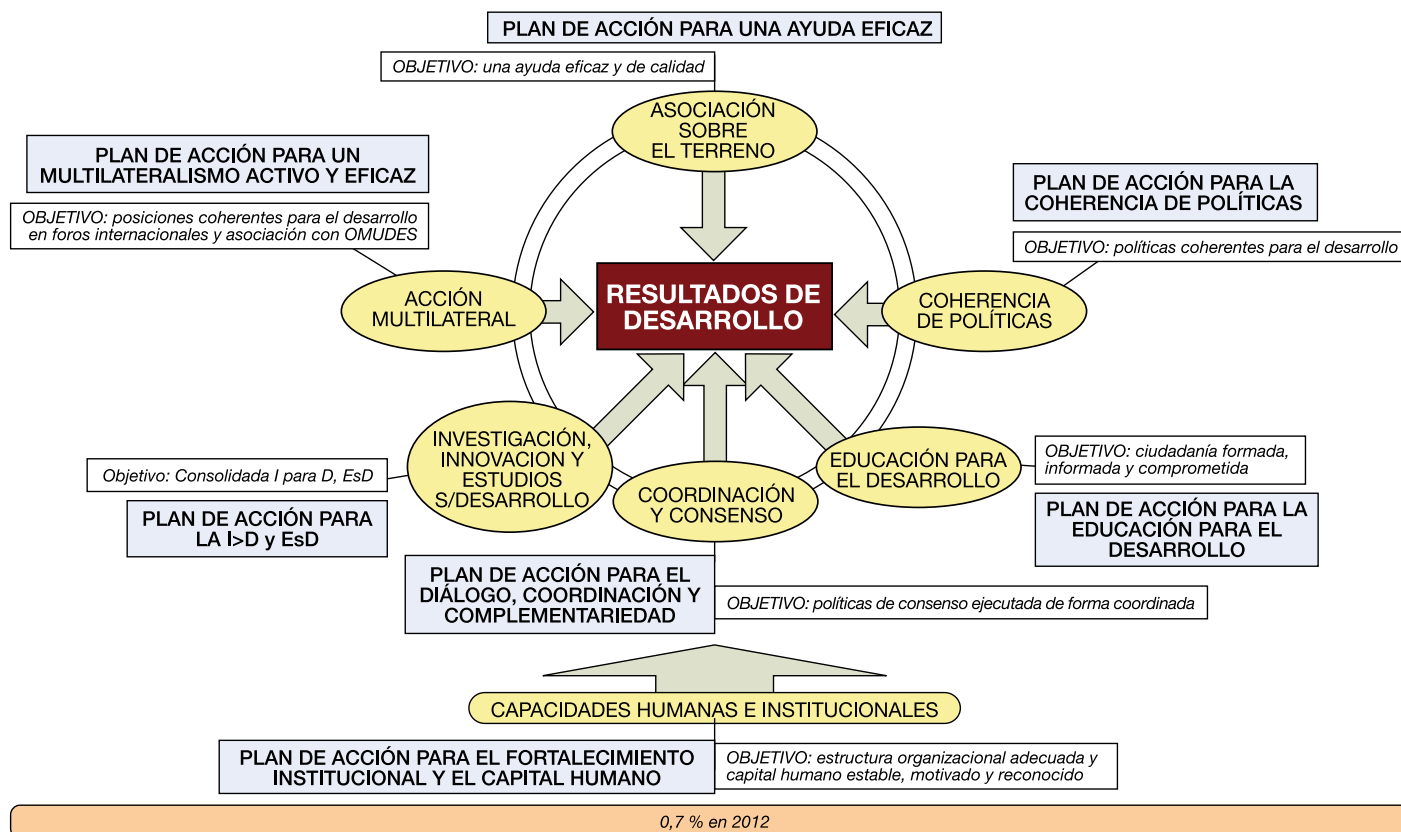 PLAN DE ACCIÓN PARA UNA AYUDA EFICAZ
OBJETIVO: una ayuda eficaz y de calidad
ASOCIACIÓN
SOBRE
EL TERRENO
PLAN DE ACCIÓN PARA UN
MULTILATERALISMO ACTIVO Y EFICAZ
OBJETIVO: posiciones coherentes para el desarrollo
en foros internacionales y asociación con OMUDES
ACCIÓN
MULTILATERAL
PLAN DE ACCIÓN PARA LA
COHERENCIA DE POLÍTICAS
OBJETIVO: políticas coherentes para el desarrollo
COHERENCIA
DE POLÍTICAS
RESULTADOS DE
DESARROLLO
INVESTIGACIÓN,
INNOVACION Y
ESTUDIOS
S/DESARROLLO
Objetivo: Consolidada I para D, EsD
PLAN DE ACCIÓN PARA
LA I>D y EsD
COORDINACIÓN
Y CONSENSO
EDUCACIÓN PARA
EL DESARROLLO
OBJETIVO: ciudadanía formada,
informada y comprometida
PLAN DE ACCIÓN PARA LA
EDUCACIÓN PARA EL
DESARROLLO
PLAN DE ACCIÓN PARA EL
DIÁLOGO, COORDINACIÓN Y
COMPLEMENTARIEDAD
OBJETIVO: políticas de consenso ejecutada de forma coordinada
CAPACIDADES HUMANAS E INSTITUCIONALES
PLAN DE ACCIÓN PARA EL FORTALECIMIENTO
INSTITUCIONAL Y EL CAPITAL HUMANO
OBJETIVO: estructura organizacional adecuada y
capital humano estable, motivado y reconocido
0,7 % en 2012